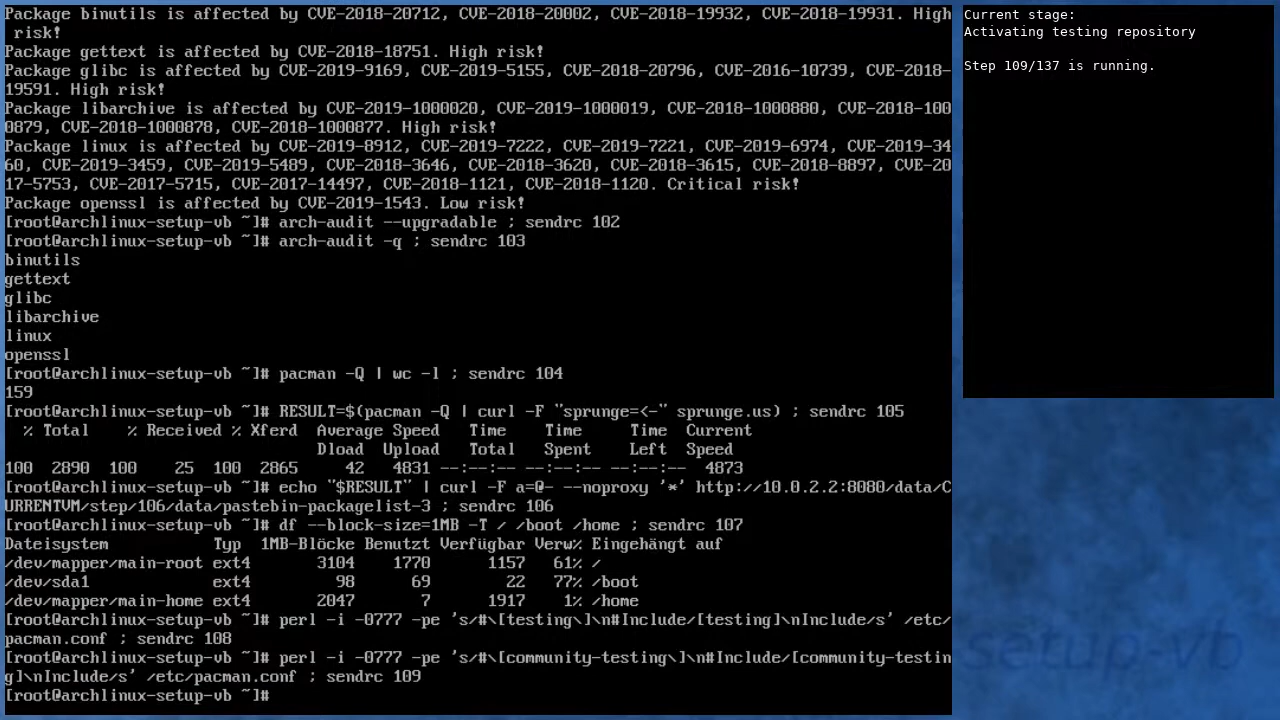 Package binutils is affected by CVE-2018-20712, CVE-2018-20002, CVE-2018-19932, CVE-2018-19931. High
 risk!
Package gettext is affected by CVE-2018-18751. High risk!
Package glibc is affected by CVE-2019-9169, CVE-2019-5155, CVE-2018-20796, CVE-2016-10739, CVE-2018-
19591. High risk!
Package libarchive is affected by CVE-2019-1000020, CVE-2019-1000019, CVE-2018-1000880, CVE-2018-100
0879, CVE-2018-1000878, CVE-2018-1000877. High risk!
Package linux is affected by CVE-2019-8912, CVE-2019-7222, CVE-2019-7221, CVE-2019-6974, CVE-2019-34
60, CVE-2019-3459, CVE-2019-5489, CVE-2018-3646, CVE-2018-3620, CVE-2018-3615, CVE-2018-8897, CVE-20
17-5753, CVE-2017-5715, CVE-2017-14497, CVE-2018-1121, CVE-2018-1120. Critical risk!
Package openssl is affected by CVE-2019-1543. Low risk!
[root@archlinux-setup-vb ~]# arch-audit --upgradable ; sendrc 102
[root@archlinux-setup-vb ~]# arch-audit -q ; sendrc 103
binutils
gettext
glibc
libarchive
linux
openssl
[root@archlinux-setup-vb ~]# pacman -Q | wc -l ; sendrc 104
159
[root@archlinux-setup-vb ~]# RESULT=$(pacman -Q | curl -F "sprunge=<-" sprunge.us) ; sendrc 105
  % Total    % Received % Xferd  Average Speed   Time    Time     Time  Current
                                 Dload  Upload   Total   Spent    Left  Speed
100  2890  100    25  100  2865     42   4831 --:--:-- --:--:-- --:--:--  4873
[root@archlinux-setup-vb ~]# echo "$RESULT" | curl -F a=@- --noproxy '*' http://10.0.2.2:8080/data/C
URRENTVM/step/106/data/pastebin-packagelist-3 ; sendrc 106
[root@archlinux-setup-vb ~]# df --block-size=1MB -T / /boot /home ; sendrc 107
Dateisystem           Typ  1MB-Blöcke Benutzt Verfügbar Verw% Eingehängt auf
/dev/mapper/main-root ext4       3104    1770      1157   61% /
/dev/sda1             ext4         98      69        22   77% /boot
/dev/mapper/main-home ext4       2047       7      1917    1% /home
[root@archlinux-setup-vb ~]# perl -i -0777 -pe 's/#\[testing\]\n#Include/[testing]\nInclude/s' /etc/
pacman.conf ; sendrc 108
[root@archlinux-setup-vb ~]# perl -i -0777 -pe 's/#\[community-testing\]\n#Include/[community-testin
g]\nInclude/s' /etc/pacman.conf ; sendrc 109
[root@archlinux-setup-vb ~]#
Current stage:
Activating testing repository
Step 109/137 is running.
setup-vb